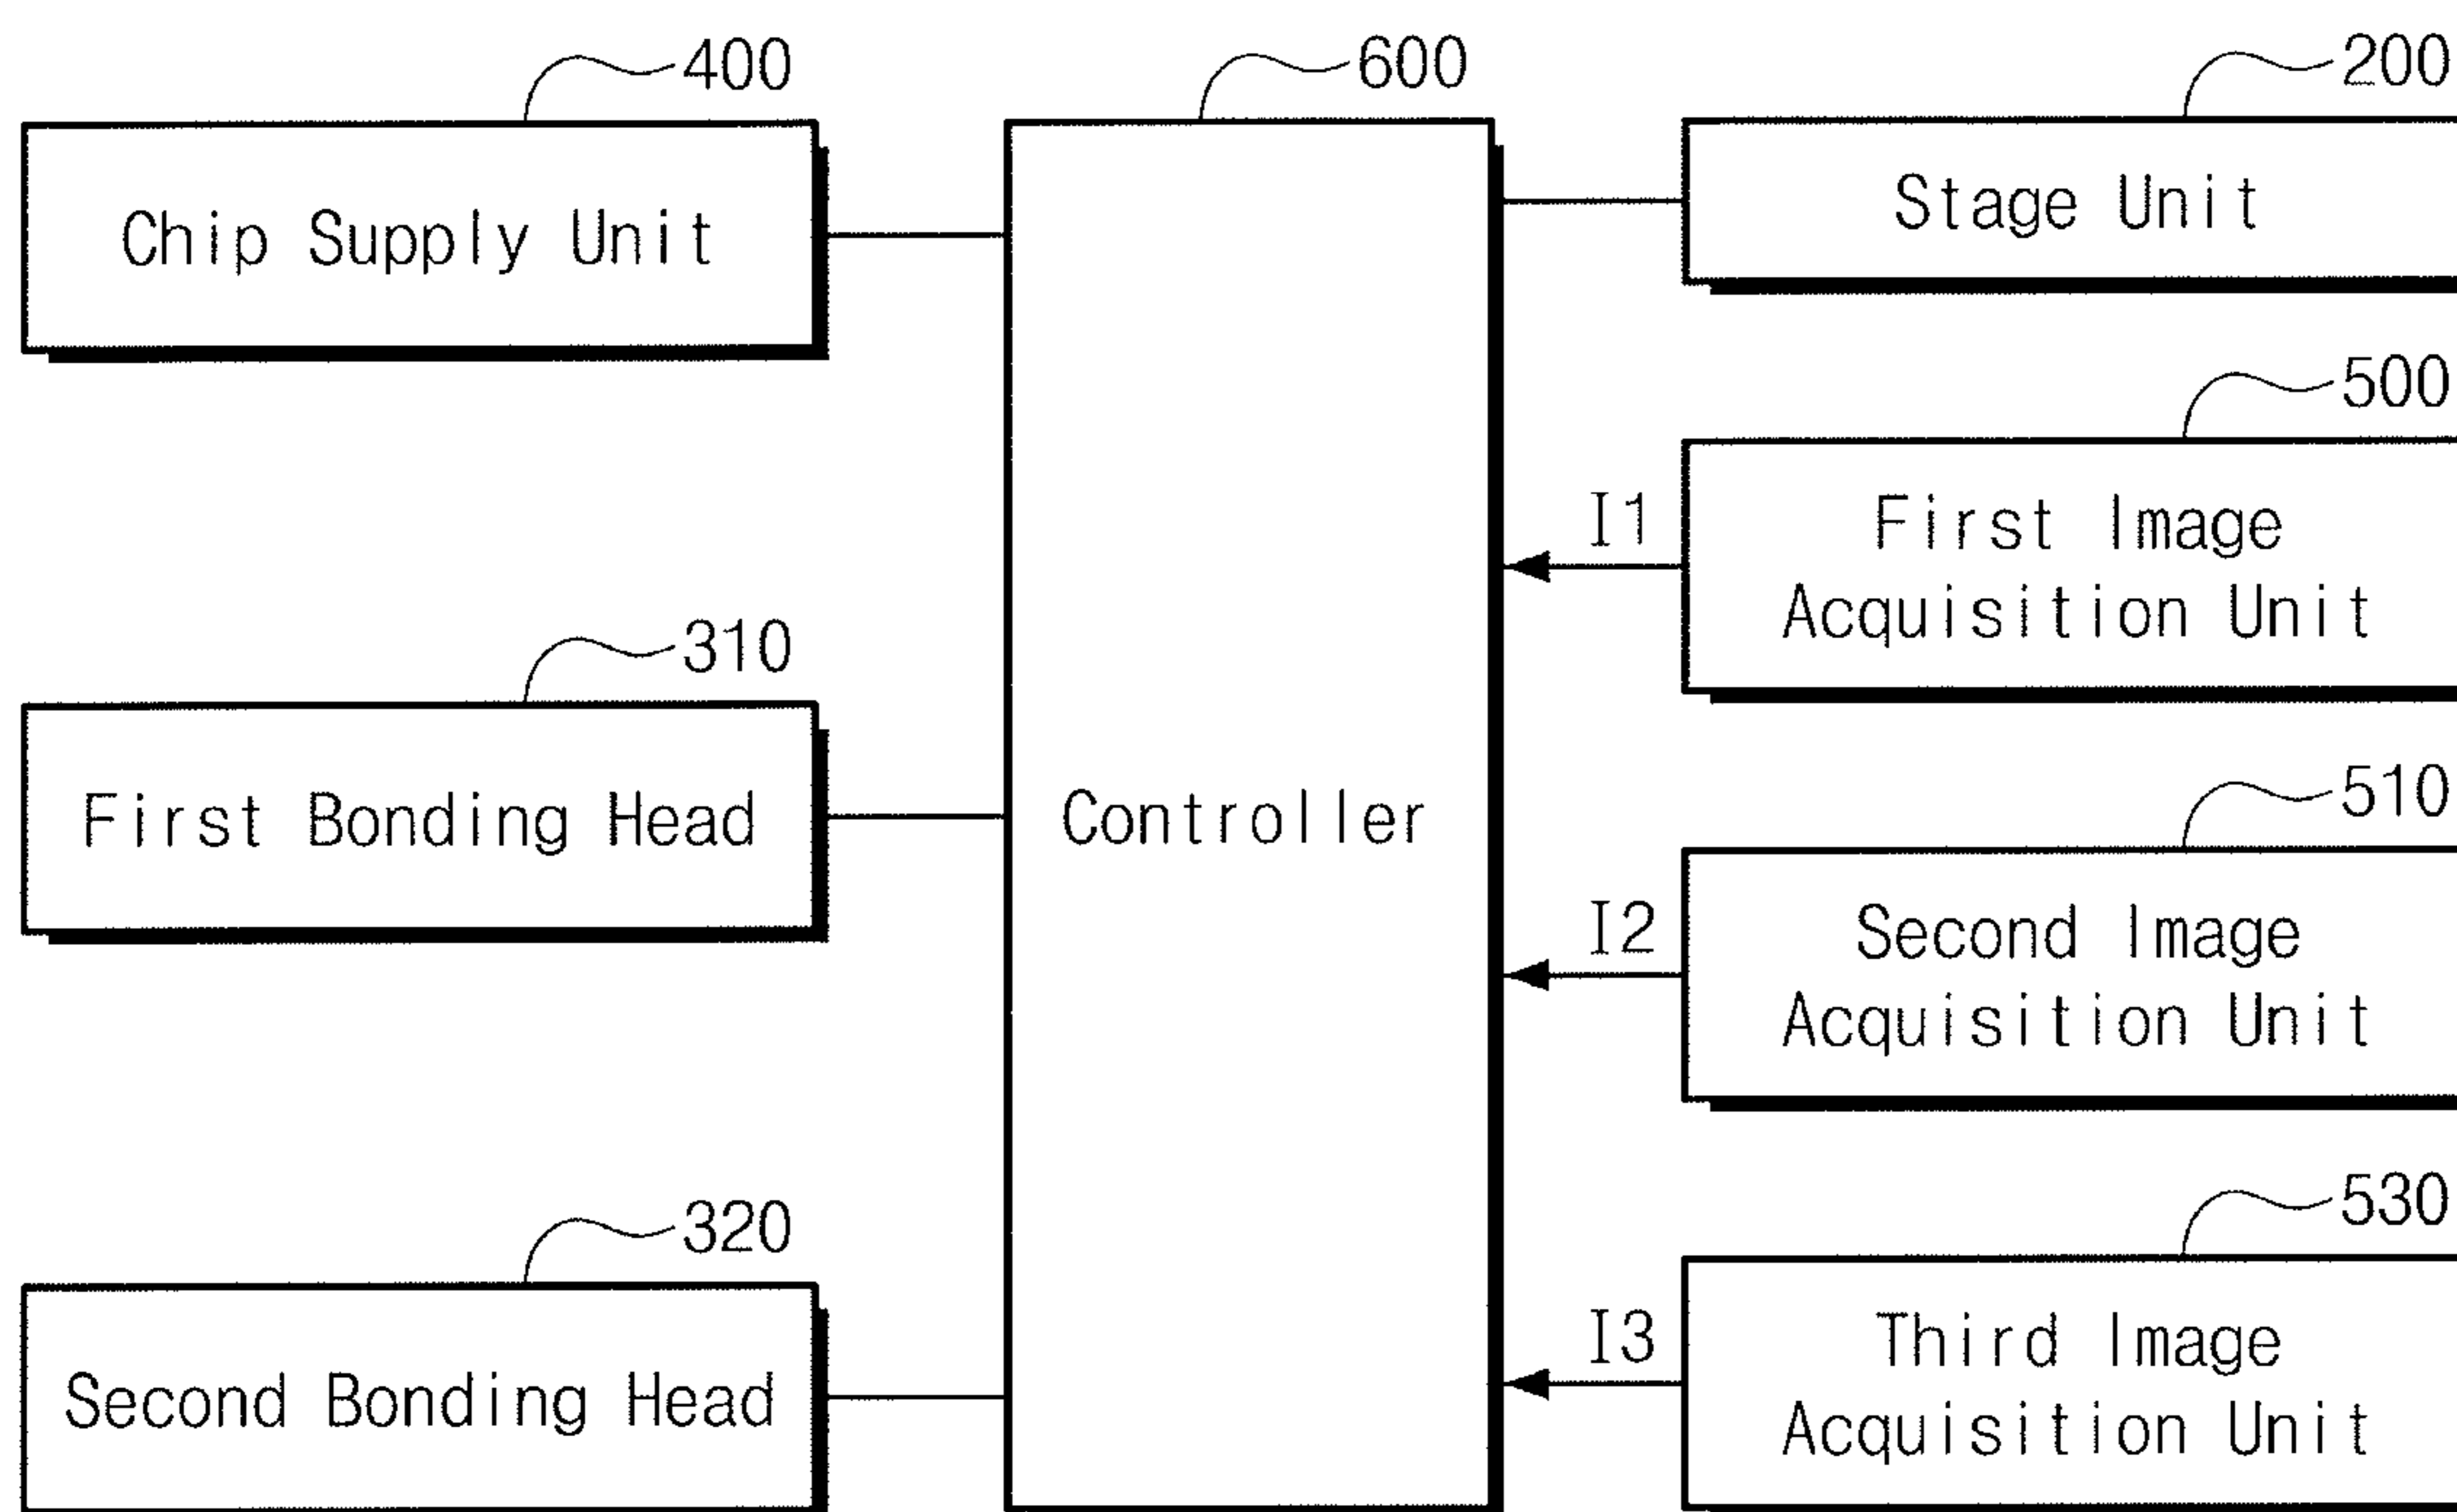 400
600
200
Chip Supply Unit
Stage Unit
500
I1
First Image
Acquisition Unit
310
First Bonding Head
Controller
510
I2
Second Image
Acquisition Unit
320
Second Bonding Head
530
I3
Third Image
Acquisition Unit